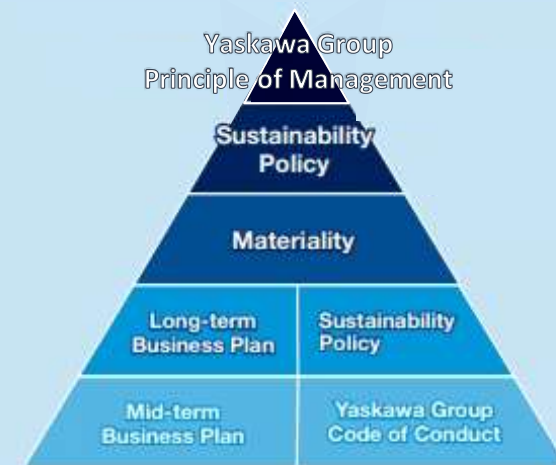 Yaskawa Group
Principle of Management
Sustainability
Policy
Materiality
Long-term
Business Plan
Sustainability
Policy
Mid-term
Business Plan
Yaskawa Group
Code of Conduct